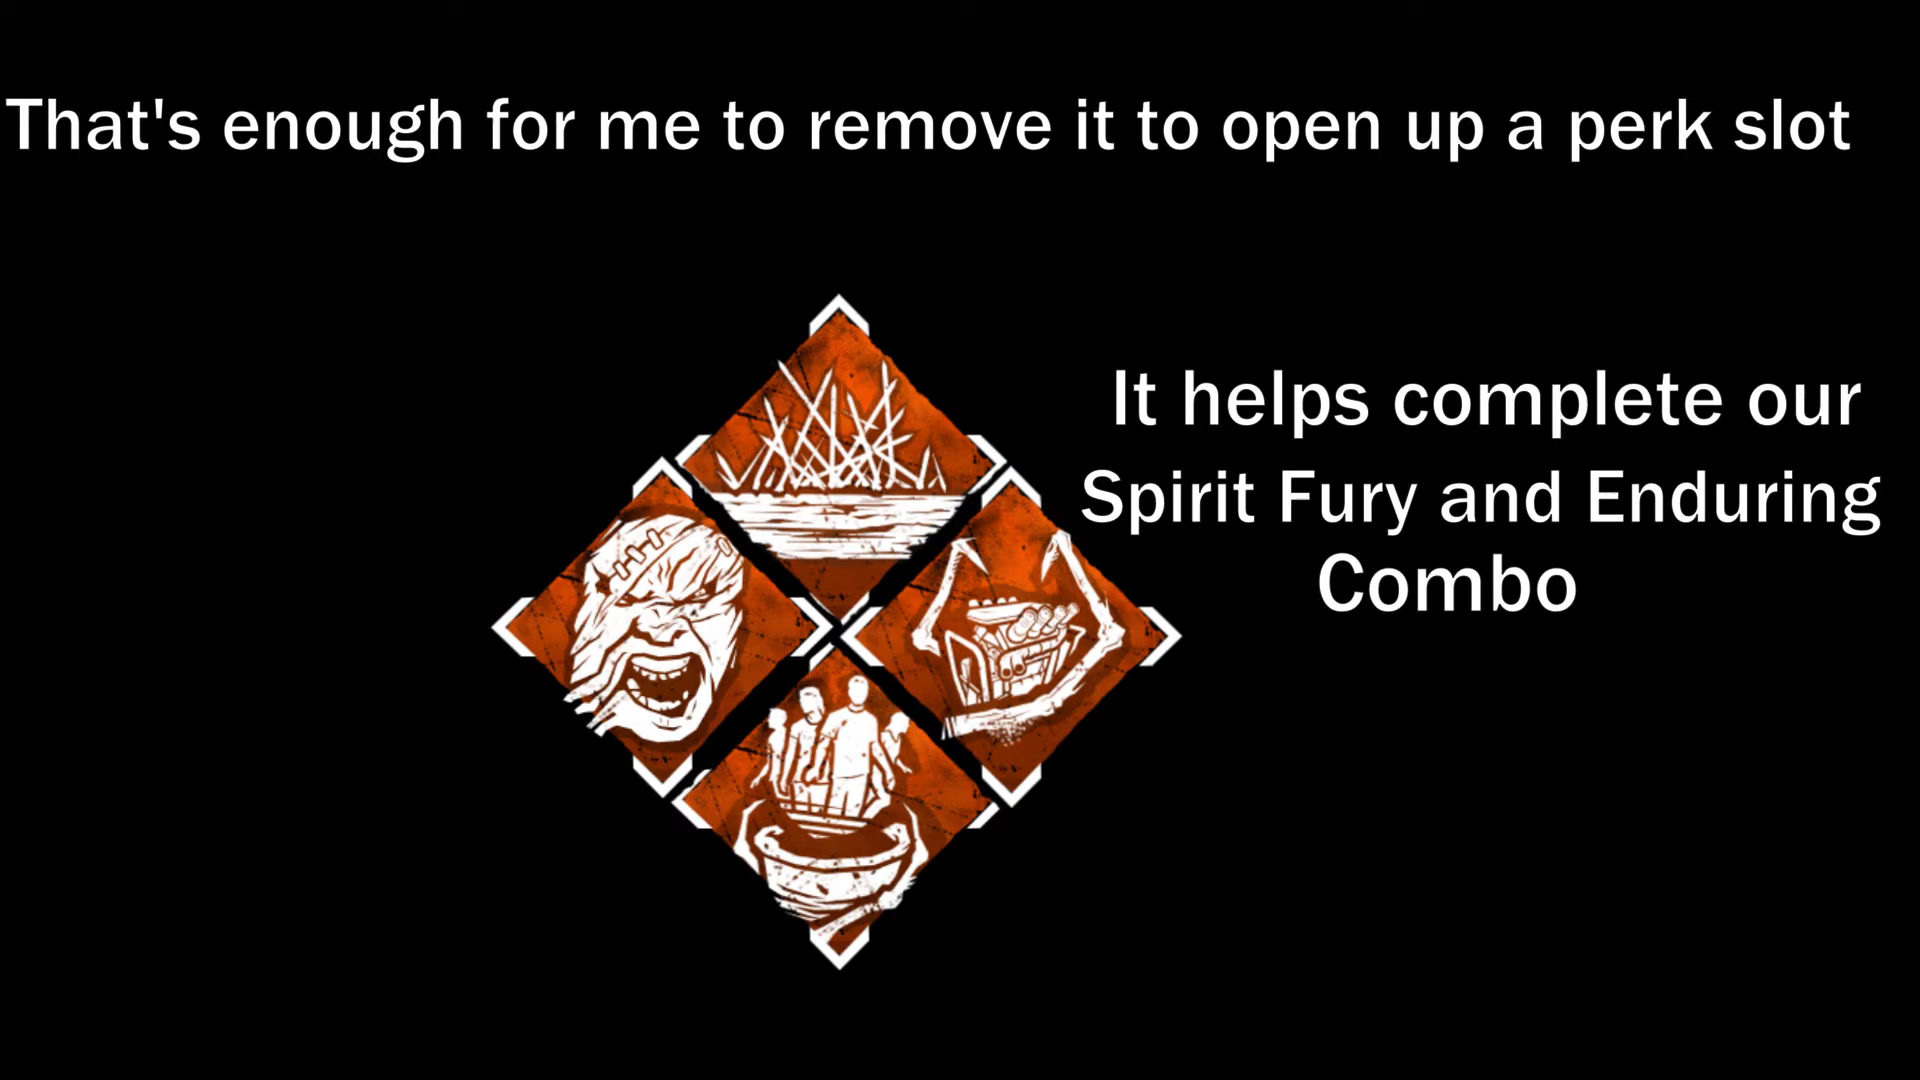 That's enough for me to remove it to open up a perk slot
It helps complete our
Spirit Fury and Enduring
Combo